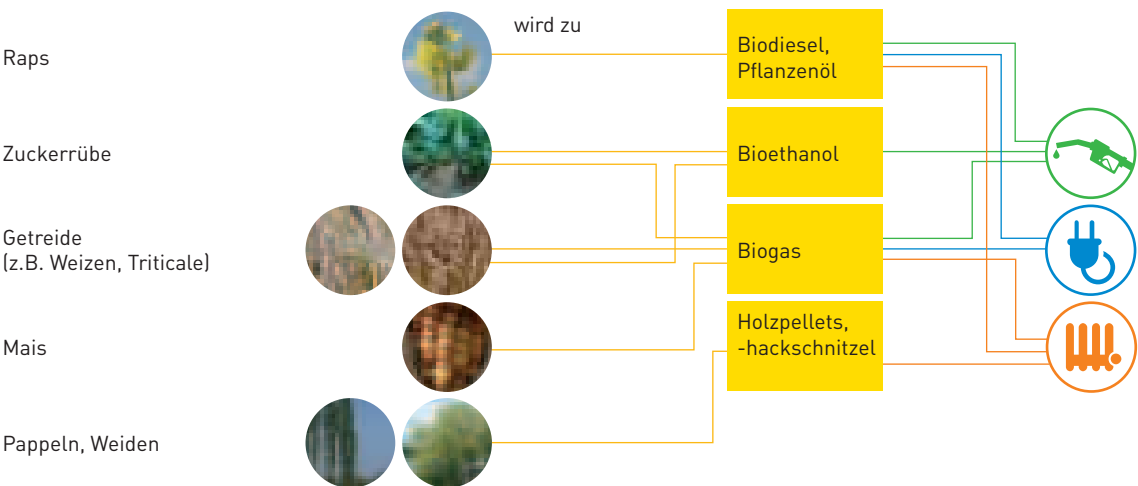 wird zu
Raps
Biodiesel,
Pflanzenöl
Zuckerrübe
Bioethanol
Getreide
(z.B. Weizen, Triticale)
Biogas
Mais
Holzpellets,
-hackschnitzel
Pappeln, Weiden